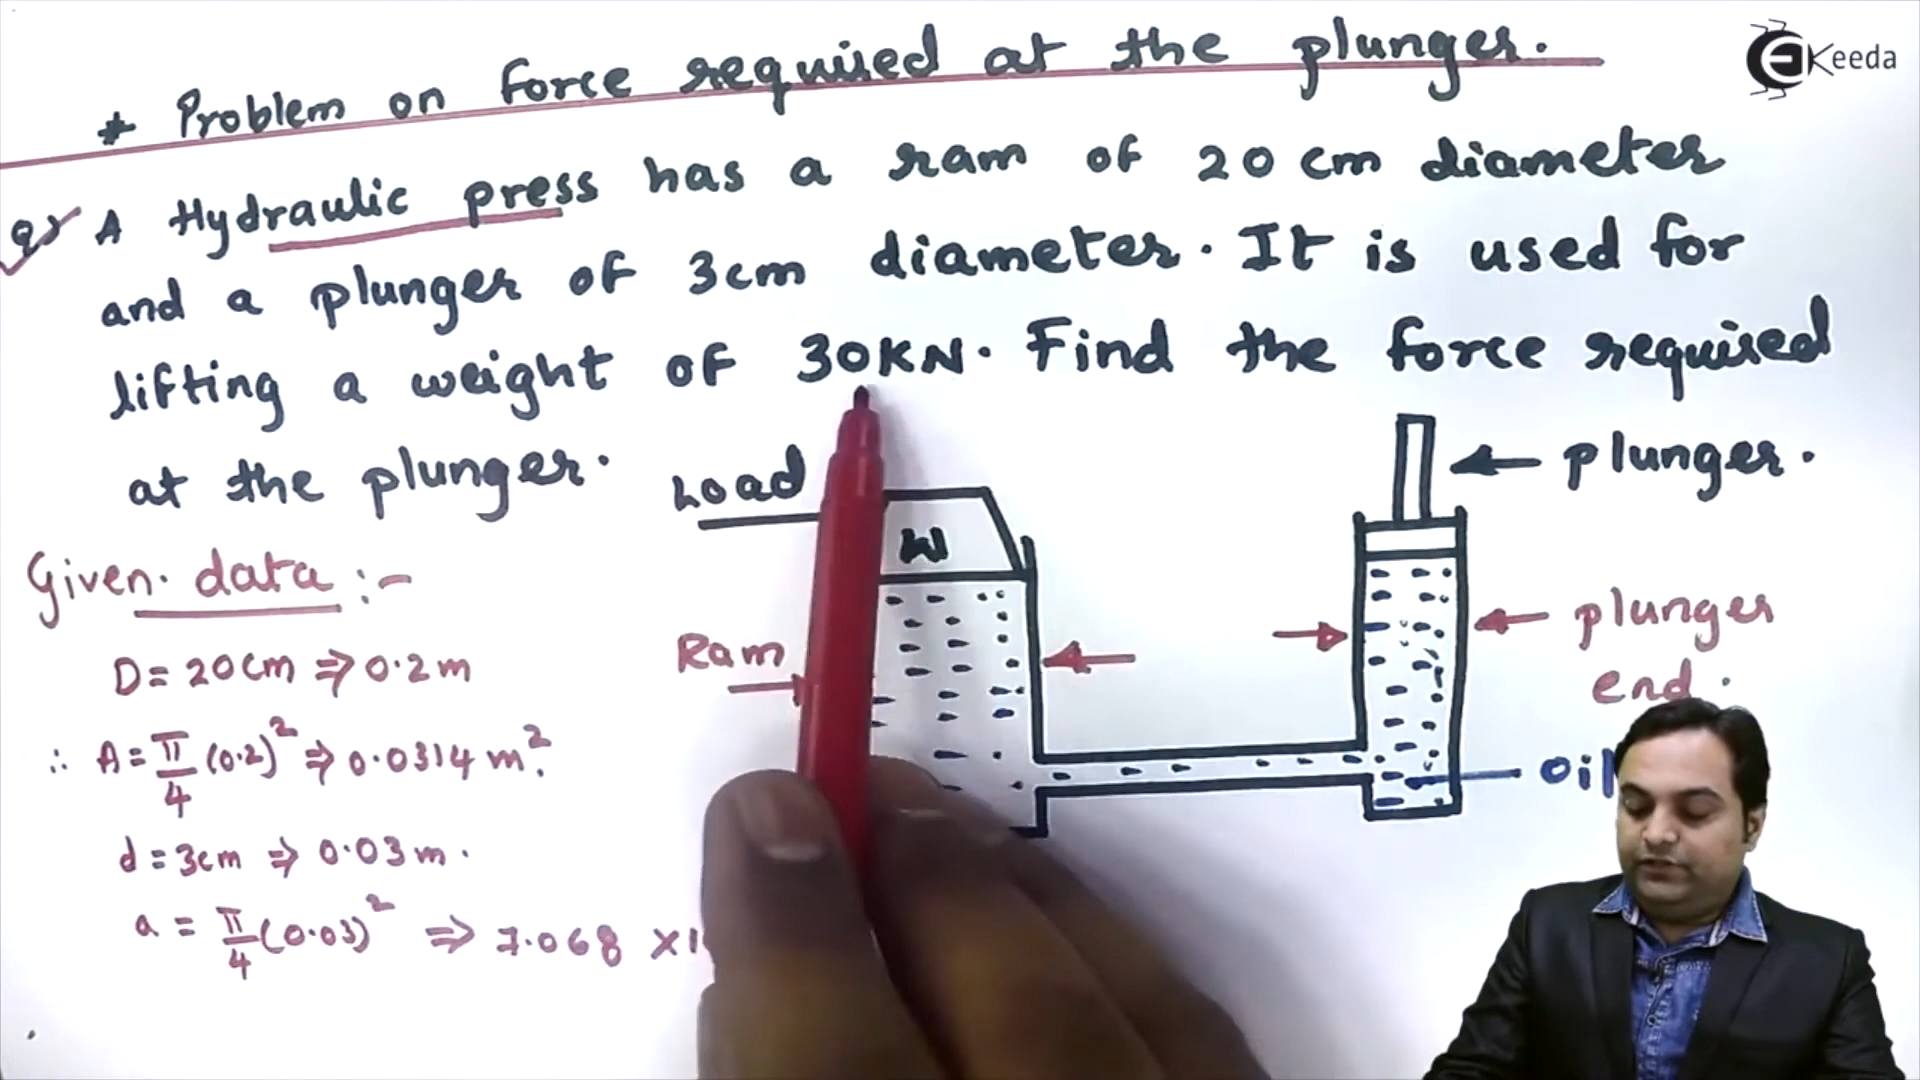 * Problem on force required at the plunger.
Keeda
Q> A Hydraulic press has a ram of 20 cm diameter
and a plunger of 3cm diameter. It is used for
lifting a weight of 30KN. Find the force required
at the plunger.
Load
W
plunger.
Given data :-
D = 20cm ⇒ 0.2m
Ram
plunger
end.
∴ A = π/4 (0.2)² ⇒ 0.0314 m².
oil
d = 3cm ⇒ 0.03m.
a = π/4 (0.03)² ⇒ 7.068 ×1